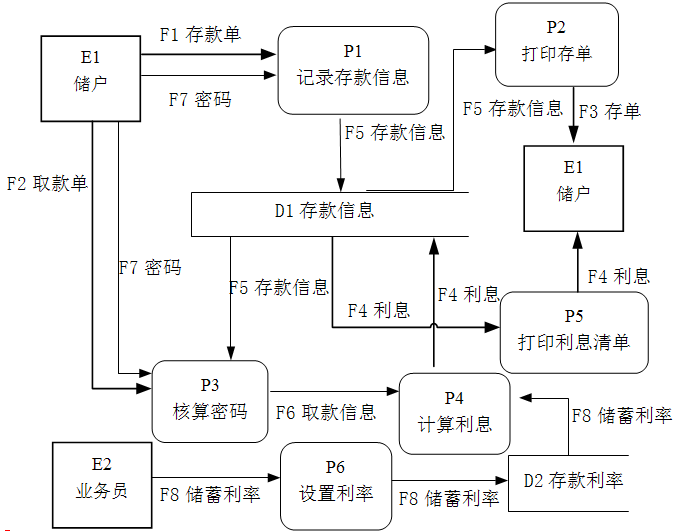 E1
储户
F1 存款单
F7 密码
P1
记录存款信息
P2
打印存单
F5 存款信息
F5 存款信息
F3 存单
F2 取款单
E1
储户
D1 存款信息
F7 密码
F5 存款信息
F4 利息
F4 利息
F4 利息
P5
打印利息清单
P3
核算密码
F6 取款信息
P4
计算利息
F8 储蓄利率
E2
业务员
F8 储蓄利率
P6
设置利率
F8 储蓄利率
D2 存款利率